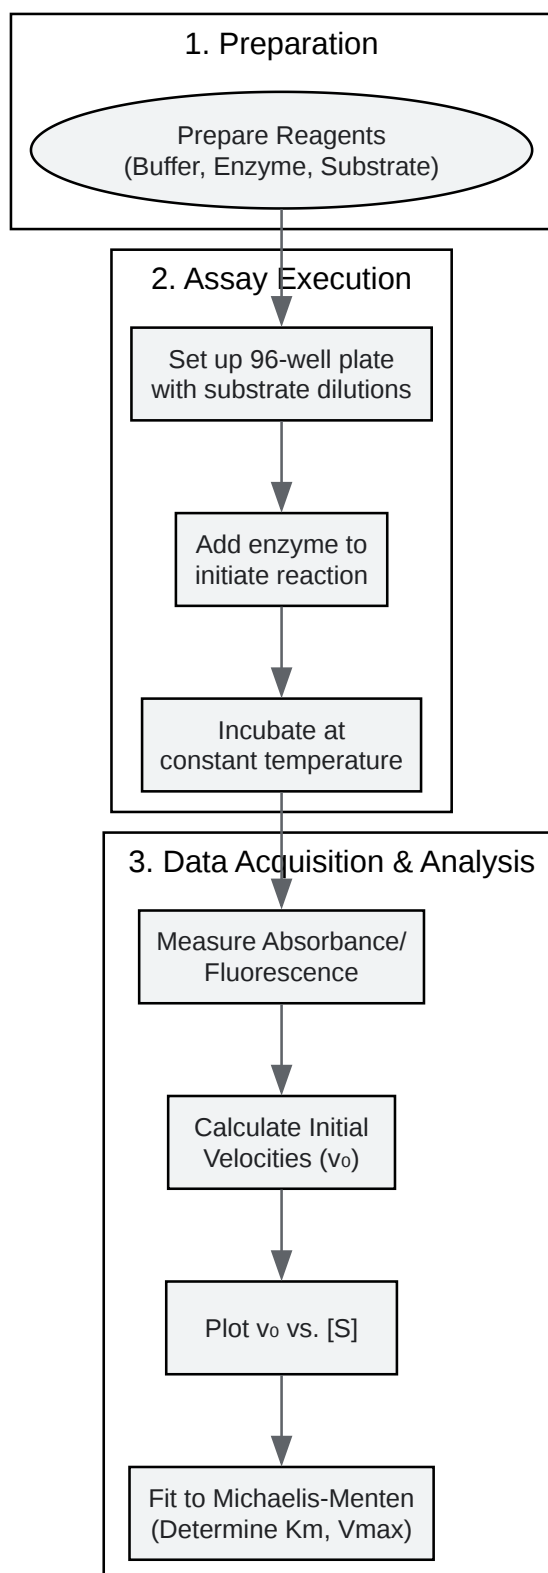 1. Preparation
Prepare Reagents
(Buffer, Enzyme, Substrate)
2. Assay Execution
Set up 96-well plate
with substrate dilutions
Add enzyme to
initiate reaction
Incubate at
constant temperature
3. Data Acquisition & Analysis
Measure Absorbance/
Fluorescence
Calculate Initial
Velocities (v₀)
Plot v₀ vs. [S]
Fit to Michaelis-Menten
(Determine Km, Vmax)